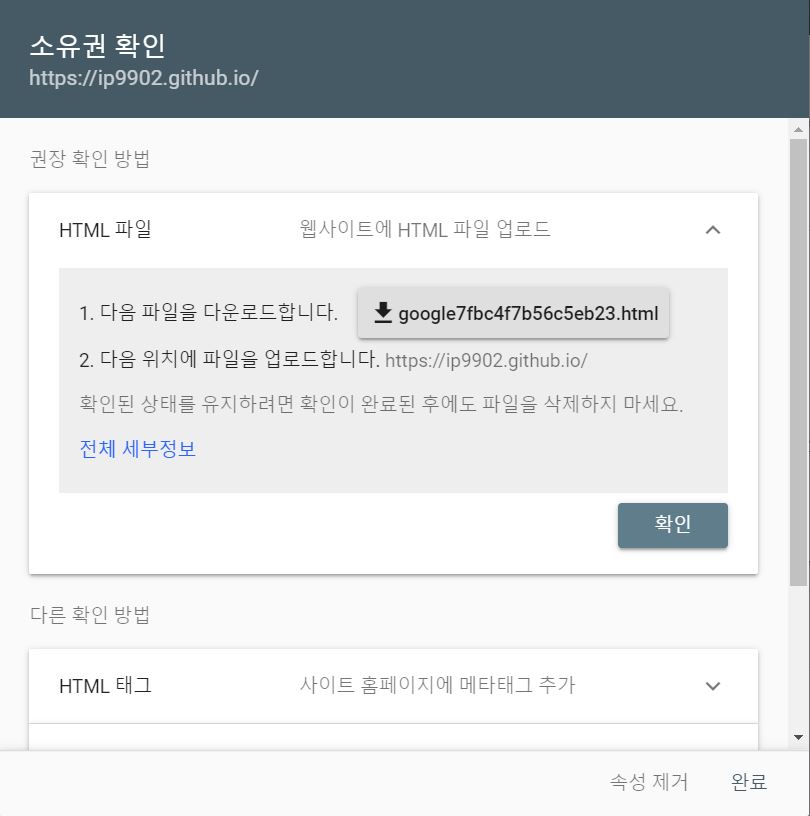 소유권 확인
https://ip9902.github.io/
권장 확인 방법
HTML 파일 웹사이트에 HTML 파일 업로드
1. 다음 파일을 다운로드합니다. google7fbc4f7b56c5eb23.html
2. 다음 위치에 파일을 업로드합니다. https://ip9902.github.io/
확인된 상태를 유지하려면 확인이 완료된 후에도 파일을 삭제하지 마세요.
전체 세부정보
확인
다른 확인 방법
HTML 태그 사이트 홈페이지에 메타태그 추가
속성 제거 완료